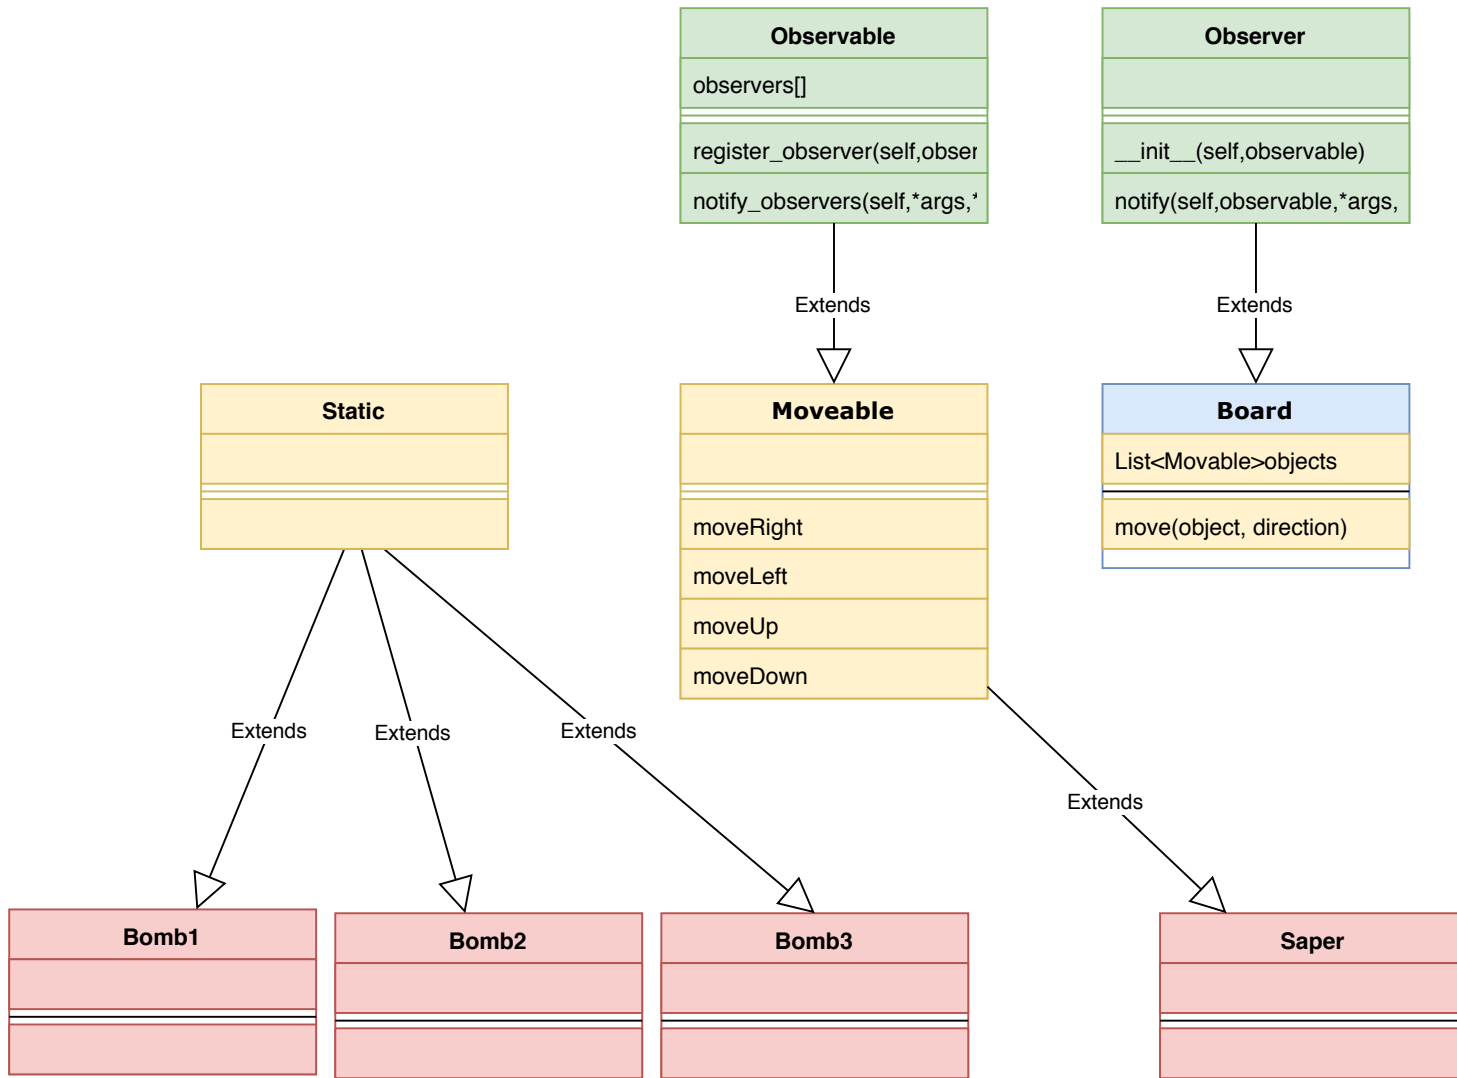 Observable
observers[]
register_observer(self,obser
notify_observers(self,*args,*
Observer
__init__(self,observable)
notify(self,observable,*args,
Extends
Extends
Static
Moveable
moveRight
moveLeft
moveUp
moveDown
Board
List<Movable>objects
move(object, direction)
Extends
Extends
Extends
Extends
Bomb1
Bomb2
Bomb3
Saper